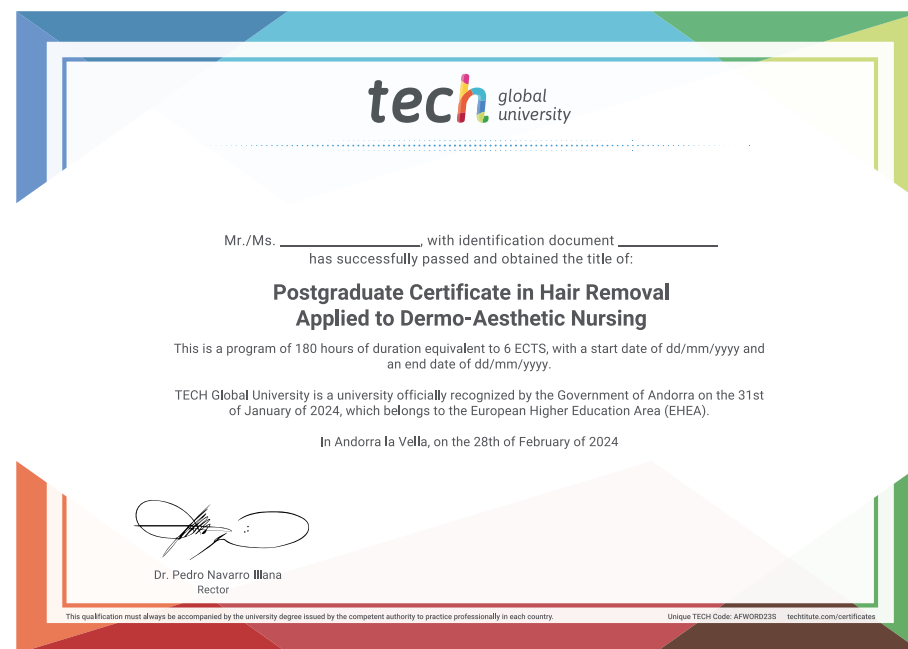 tech global university
Mr./Ms. ____________, with identification document ____________
has successfully passed and obtained the title of:
Postgraduate Certificate in Hair Removal
Applied to Dermo-Aesthetic Nursing
This is a program of 180 hours of duration equivalent to 6 ECTS, with a start date of dd/mm/yyyy and
an end date of dd/mm/yyyy.
TECH Global University is a university officially recognized by the Government of Andorra on the 31st
of January of 2024, which belongs to the European Higher Education Area (EHEA).
In Andorra la Vella, on the 28th of February of 2024
Dr. Pedro Navarro Illana
Rector
This qualification must always be accompanied by the university degree issued by the competent authority to practice professionally in each country.
Unique TECH Code: AFWORD23S techtitute.com/certificates